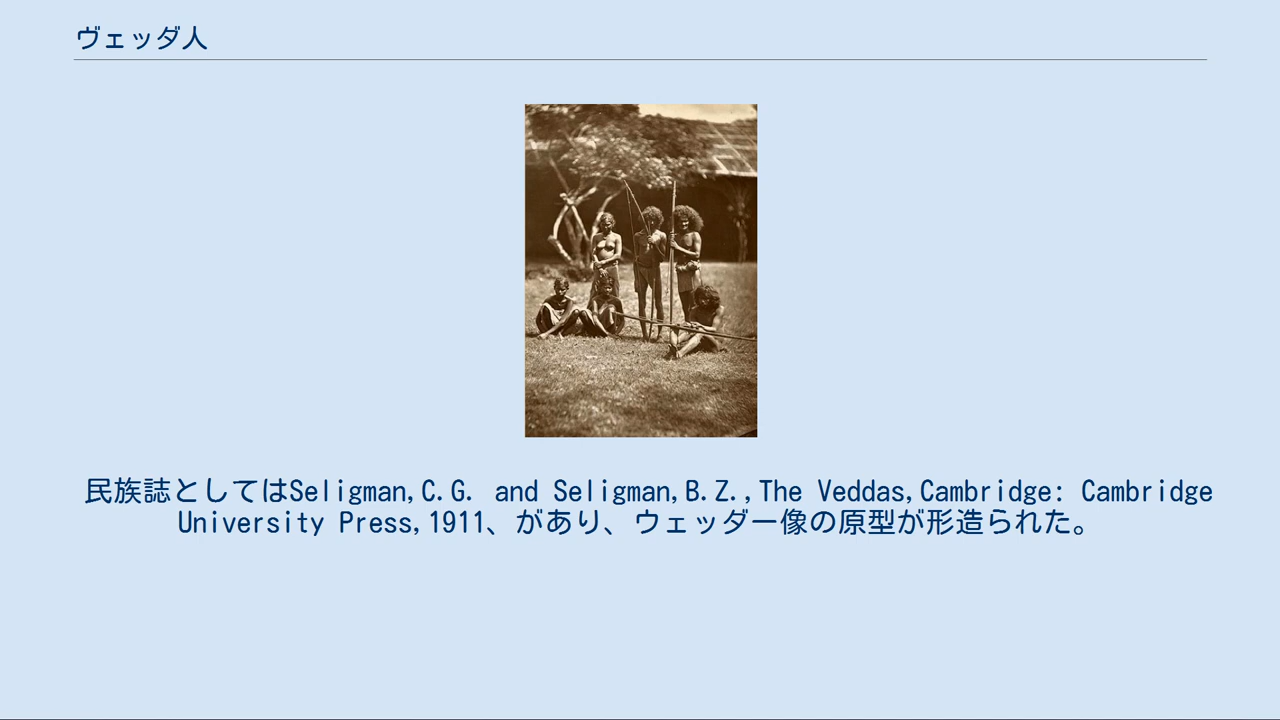 ヴェッダ人
民族誌としてはSeligman,C.G. and Seligman,B.Z.,The Veddas,Cambridge: Cambridge
University Press,1911、があり、ウェッダー像の原型が形造られた。